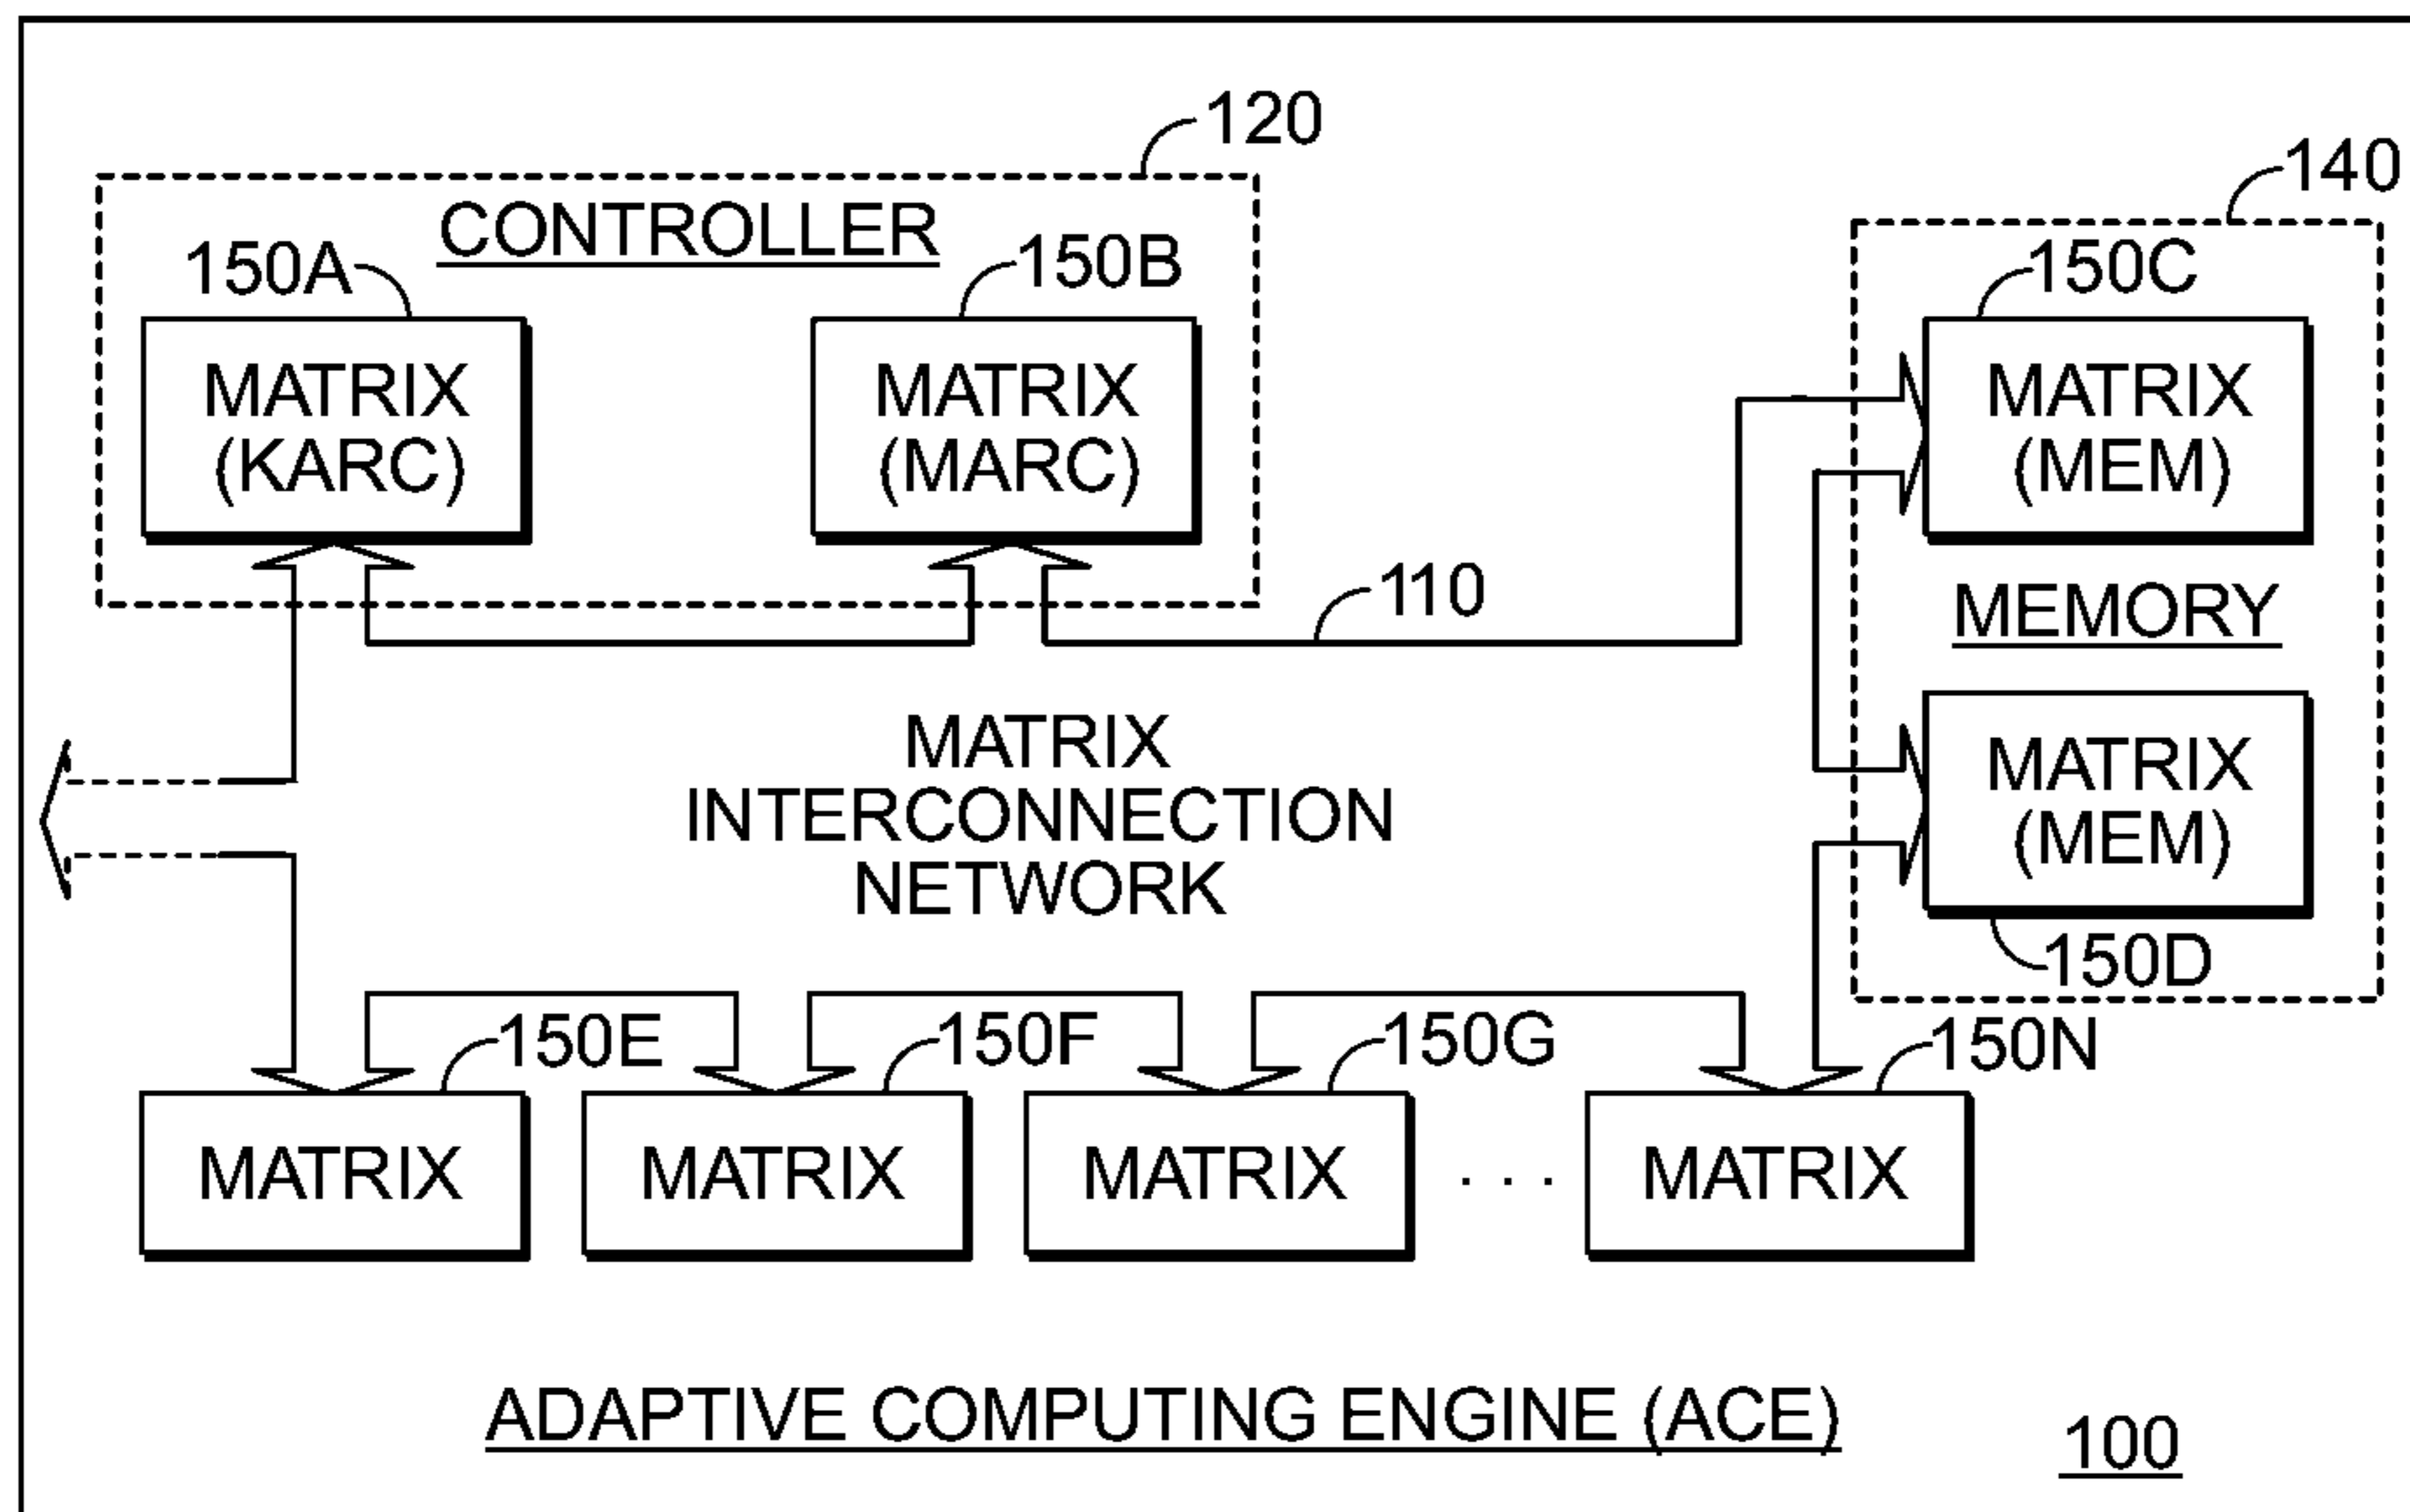 120
140
CONTROLLER
150A
150B
150C
MATRIX
(KARC)
MATRIX
(MARC)
MATRIX
(MEM)
110
MEMORY
MATRIX
INTERCONNECTION
NETWORK
MATRIX
(MEM)
150D
150E
150F
150G
150N
MATRIX
MATRIX
MATRIX
. . .
MATRIX
ADAPTIVE COMPUTING ENGINE (ACE)
100